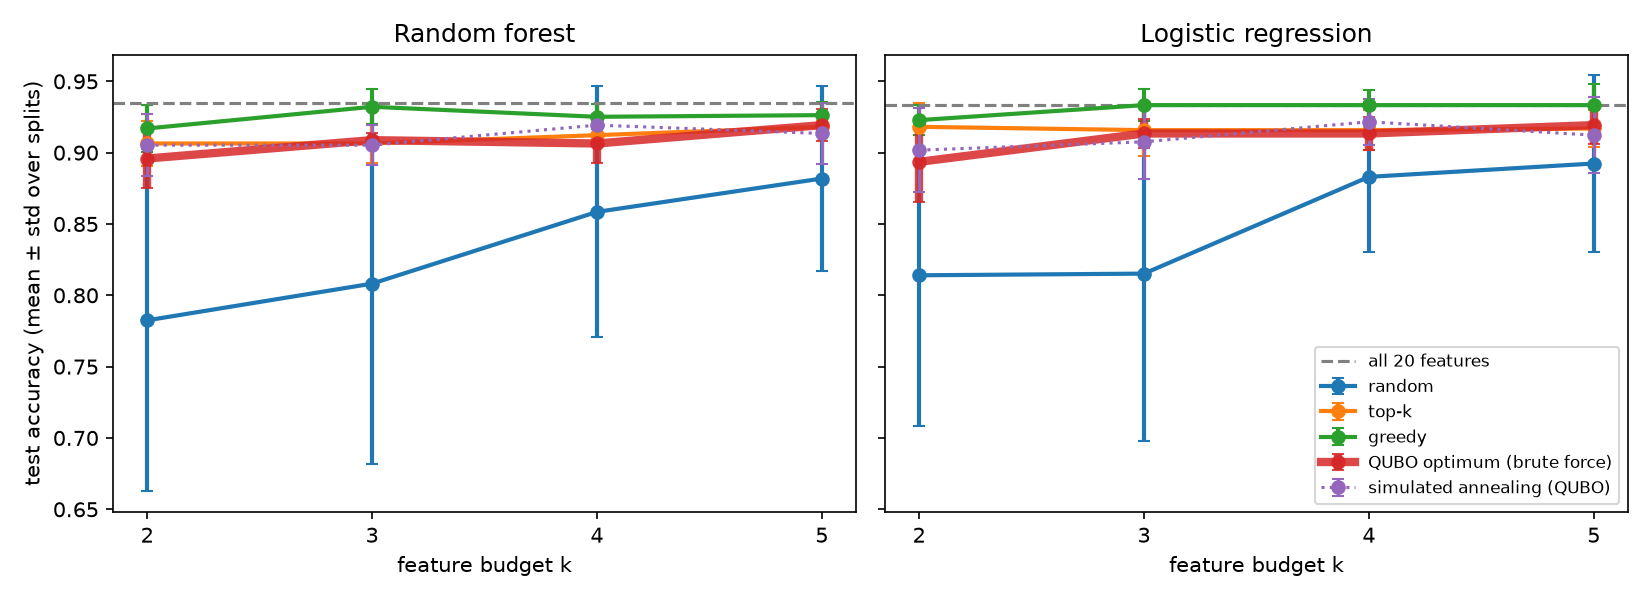 Random forest
Logistic regression
test accuracy (mean ± std over splits)
0.95
0.90
0.85
0.80
0.75
0.70
0.65
2 3 4 5
2 3 4 5
feature budget k
feature budget k
all 20 features
random
top-k
greedy
QUBO optimum (brute force)
simulated annealing (QUBO)